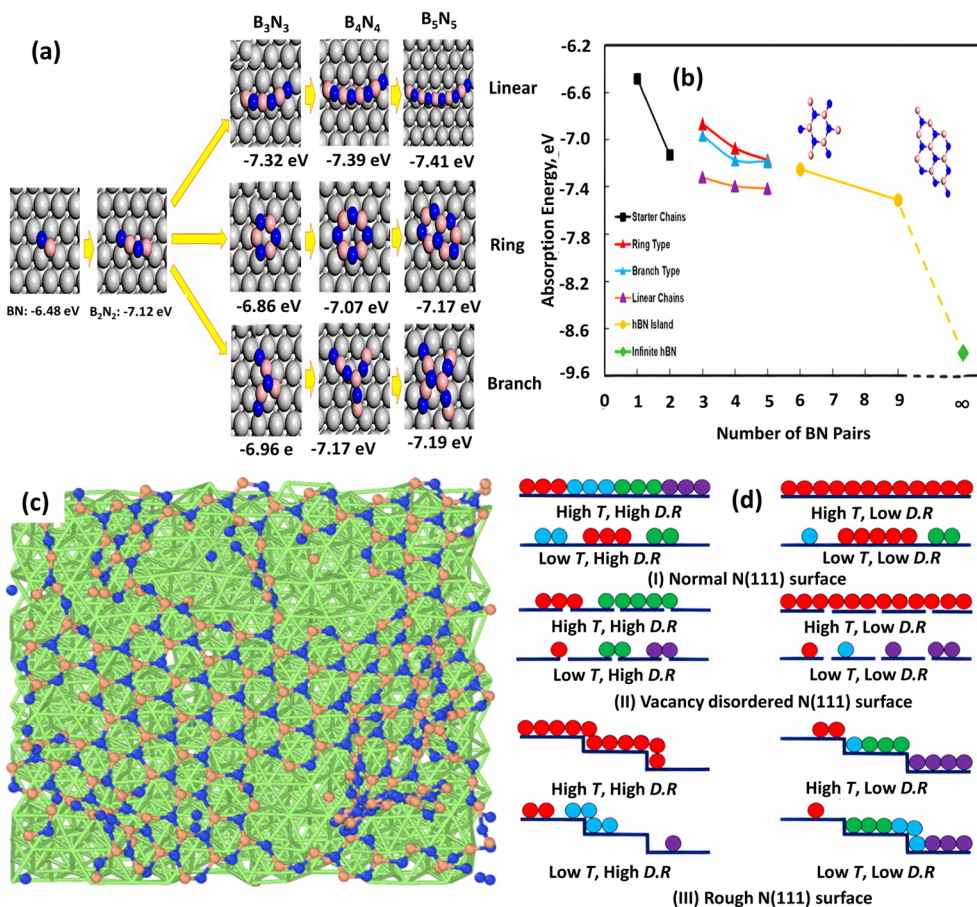 (a)
B₃N₃ B₄N₄ B₅N₅
Linear
-7.32 eV -7.39 eV -7.41 eV
BN: -6.48 eV B₂N₂: -7.12 eV
Ring
-6.86 eV -7.07 eV -7.17 eV
Branch
-6.96 e -7.17 eV -7.19 eV
(b)
Absorption Energy, eV
-6.2
-6.6
-7.0
-7.4
-7.8
-8.2
-8.6
-9.6
Starter Chains
Ring Type
Branch Type
Linear Chains
hBN Island
Infinite hBN
0 1 2 3 4 5 6 7 8 9 ∞
Number of BN Pairs
(c)
(d)
High T, High D.R High T, Low D.R
Low T, High D.R Low T, Low D.R
(I) Normal N(111) surface
High T, High D.R High T, Low D.R
Low T, High D.R Low T, Low D.R
(II) Vacancy disordered N(111) surface
High T, High D.R High T, Low D.R
Low T, High D.R Low T, Low D.R
(III) Rough N(111) surface